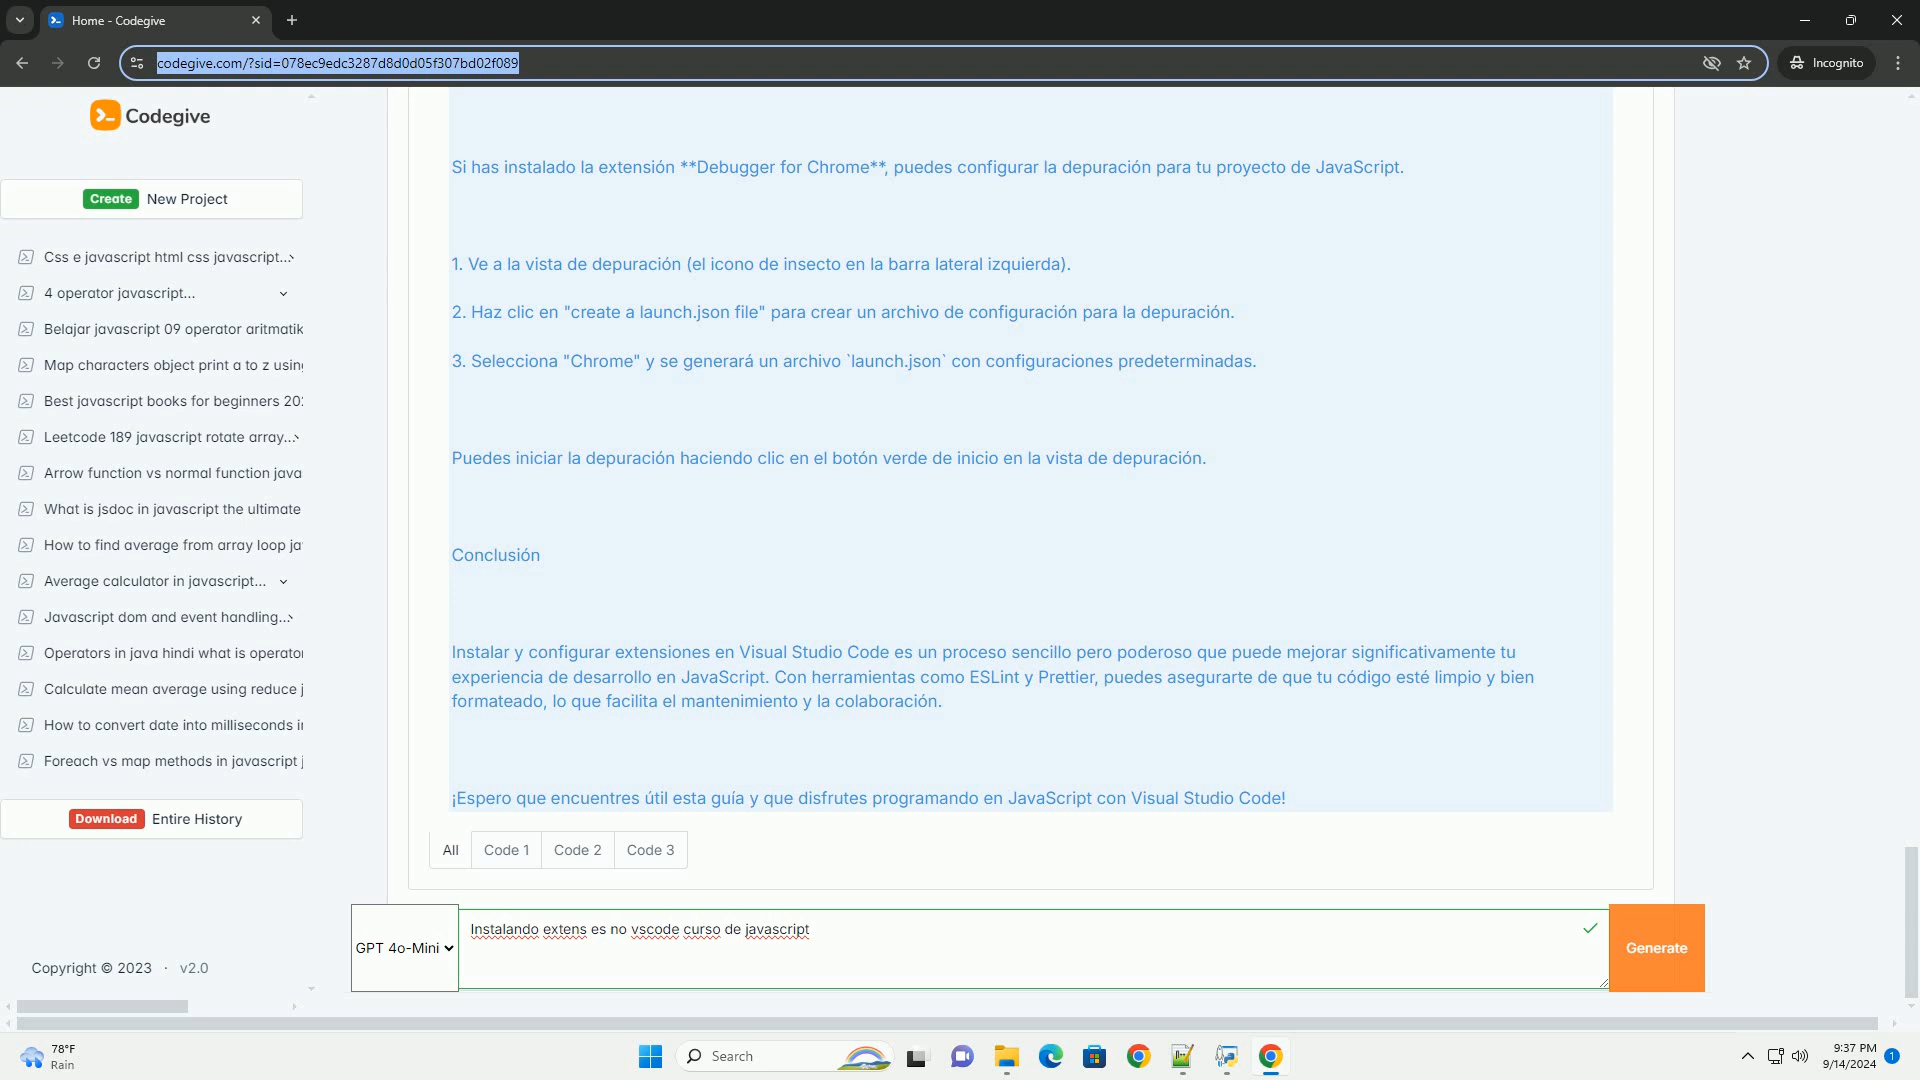 Home - Codegive
codegive.com/?sid=078ec9edc3287d8d0d05f307bd02f089
Incognito
Codegive
Create New Project
Css e javascript html css javascript...
4 operator javascript...
Belajar javascript 09 operator aritmatik
Map characters object print a to z using
Best javascript books for beginners 20
Leetcode 189 javascript rotate array...
Arrow function vs normal function java
What is jsdoc in javascript the ultimate
How to find average from array loop ja
Average calculator in javascript...
Javascript dom and event handling...
Operators in java hindi what is operator
Calculate mean average using reduce j
How to convert date into milliseconds i
Foreach vs map methods in javascript j
Download Entire History
Copyright © 2023 · v2.0
Si has instalado la extensión **Debugger for Chrome**, puedes configurar la depuración para tu proyecto de JavaScript.
1. Ve a la vista de depuración (el icono de insecto en la barra lateral izquierda).
2. Haz clic en "create a launch.json file" para crear un archivo de configuración para la depuración.
3. Selecciona "Chrome" y se generará un archivo `launch.json` con configuraciones predeterminadas.
Puedes iniciar la depuración haciendo clic en el botón verde de inicio en la vista de depuración.
Conclusión
Instalar y configurar extensiones en Visual Studio Code es un proceso sencillo pero poderoso que puede mejorar significativamente tu
experiencia de desarrollo en JavaScript. Con herramientas como ESLint y Prettier, puedes asegurarte de que tu código esté limpio y bien
formateado, lo que facilita el mantenimiento y la colaboración.
¡Espero que encuentres útil esta guía y que disfrutes programando en JavaScript con Visual Studio Code!
All Code 1 Code 2 Code 3
GPT 4o-Mini
Instalando extens es no vscode curso de javascript
Generate
78°F
Rain
Search
9:37 PM
9/14/2024
1